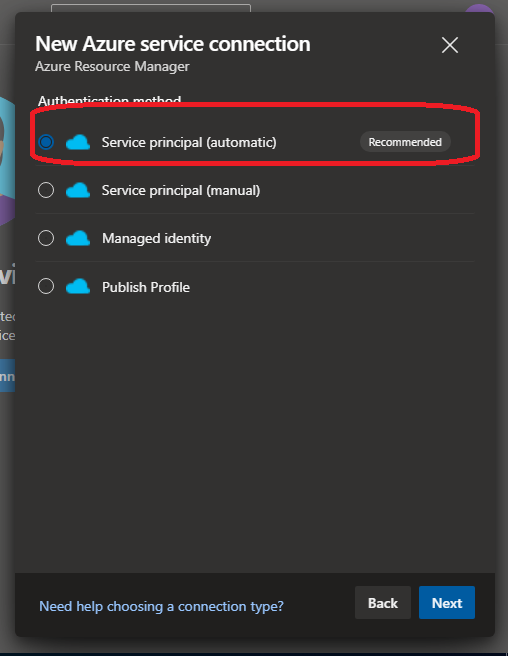 New Azure service connection
Azure Resource Manager
Authentication method
Service principal (automatic)
Recommended
Service principal (manual)
Managed identity
Publish Profile
Need help choosing a connection type?
Back
Next